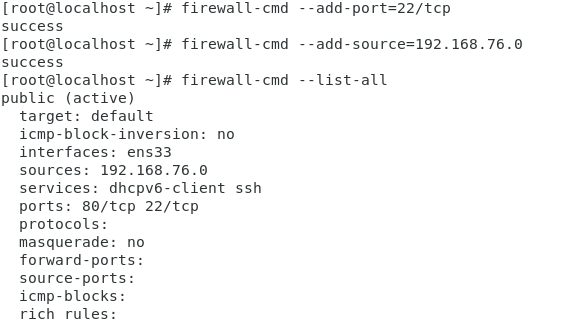 [root@localhost ~]# firewall-cmd --add-port=22/tcp
success
[root@localhost ~]# firewall-cmd --add-source=192.168.76.0
success
[root@localhost ~]# firewall-cmd --list-all
public (active)
  target: default
  icmp-block-inversion: no
  interfaces: ens33
  sources: 192.168.76.0
  services: dhcpv6-client ssh
  ports: 80/tcp 22/tcp
  protocols:
  masquerade: no
  forward-ports:
  source-ports:
  icmp-blocks:
  rich rules: